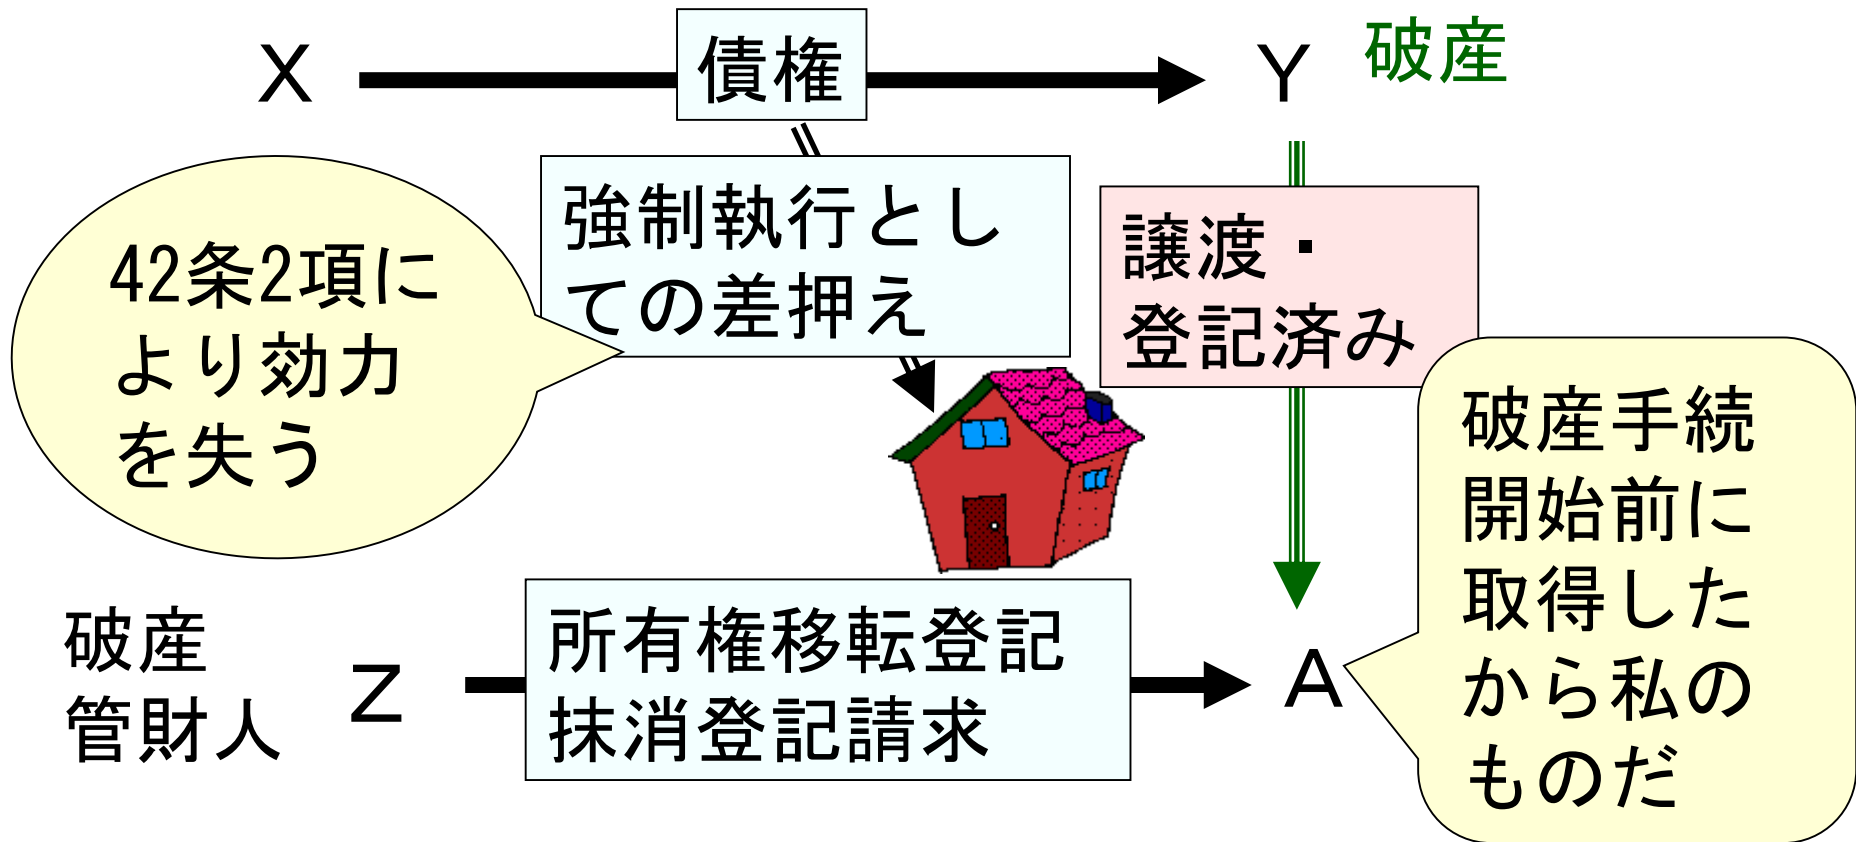 X
債権
Y
破産
強制執行とし
ての差押え
42条2項に
より効力
を失う
譲渡・
登記済み
破産手続
開始前に
取得した
から私の
ものだ
破産
管財人
Z
所有権移転登記
抹消登記請求
A